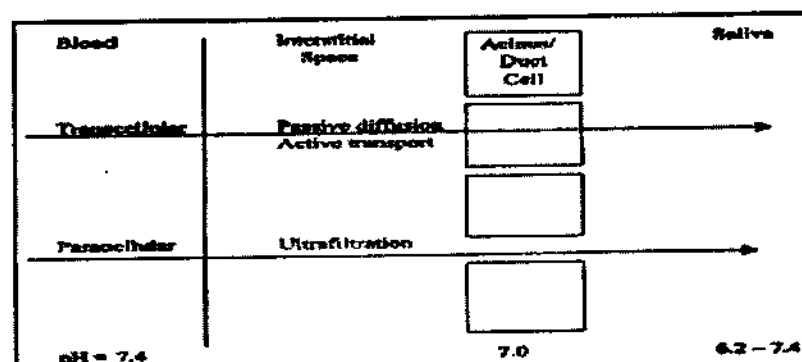 Blood
Interstitial
Space
Acinus/
Duct
Cell
Saliva
Transcellular
Passive diffusion
Active transport
Paracellular
Ultrafiltration
pH = 7.4
7.0
6.2 – 7.4